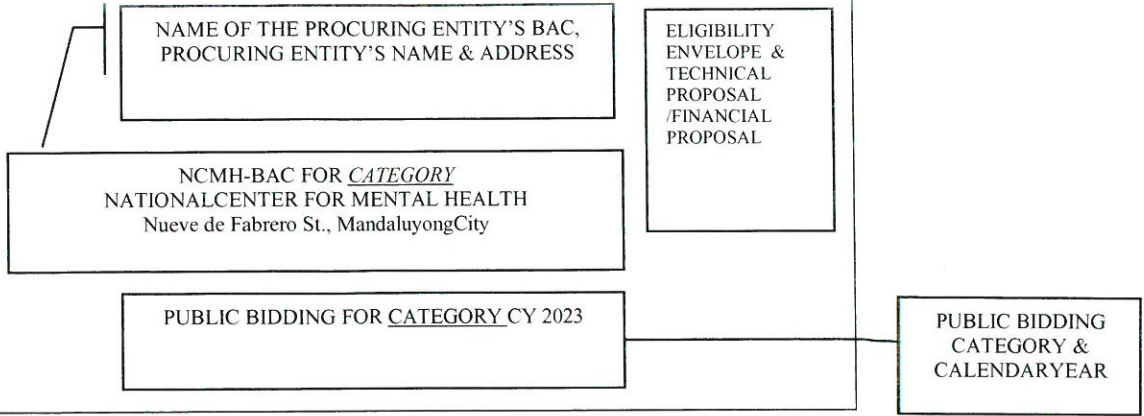 NAME OF THE PROCURING ENTITY'S BAC,
PROCURING ENTITY'S NAME & ADDRESS
ELIGIBILITY
ENVELOPE &
TECHNICAL
PROPOSAL
/FINANCIAL
PROPOSAL
NCMH-BAC FOR CATEGORY
NATIONALCENTER FOR MENTAL HEALTH
Nueve de Fabrero St., MandaluyongCity
PUBLIC BIDDING FOR CATEGORY CY 2023
PUBLIC BIDDING
CATEGORY &
CALENDARYEAR